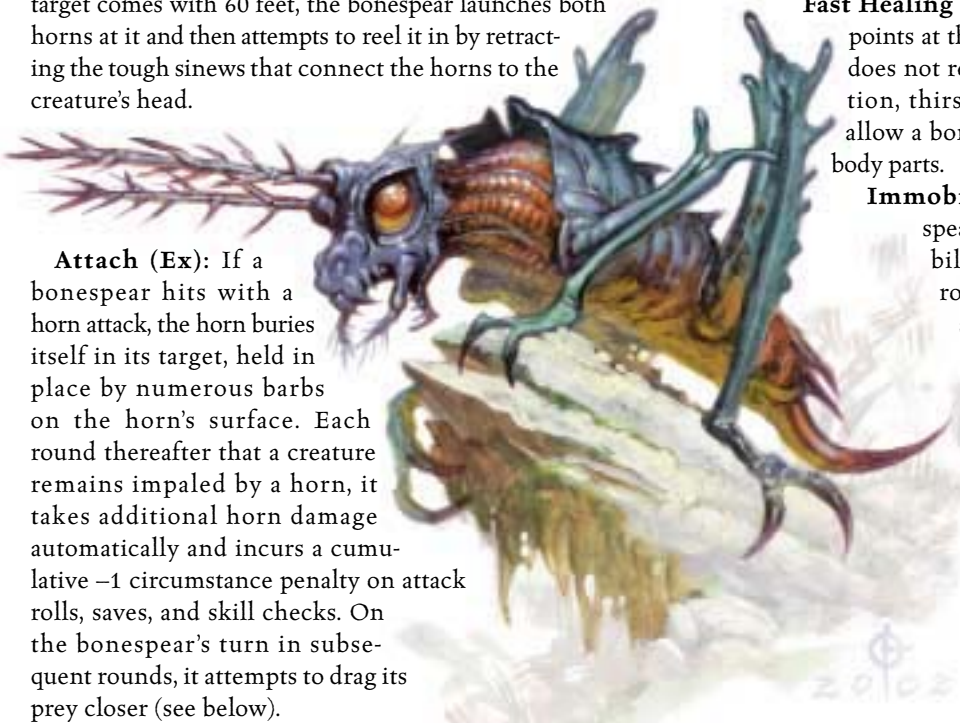 target comes with 60 feet, the bonespear launches both
horns at it and then attempts to reel it in by retract-
ing the tough sinews that connect the horns to the
creature's head.
Attach (Ex): If a
bonespear hits with a
horn attack, the horn buries
itself in its target, held in
place by numerous barbs
on the horn's surface. Each
round thereafter that a creature
remains impaled by a horn, it
takes additional horn damage
automatically and incurs a cumu-
lative –1 circumstance penalty on attack
rolls, saves, and skill checks. On
the bonespear's turn in subse-
quent rounds, it attempts to drag its
prey closer (see below).
Fast Healing
points at th
does not re
tion, thirs
allow a bo
body parts.
Immobi
spea
bil
ro
2002